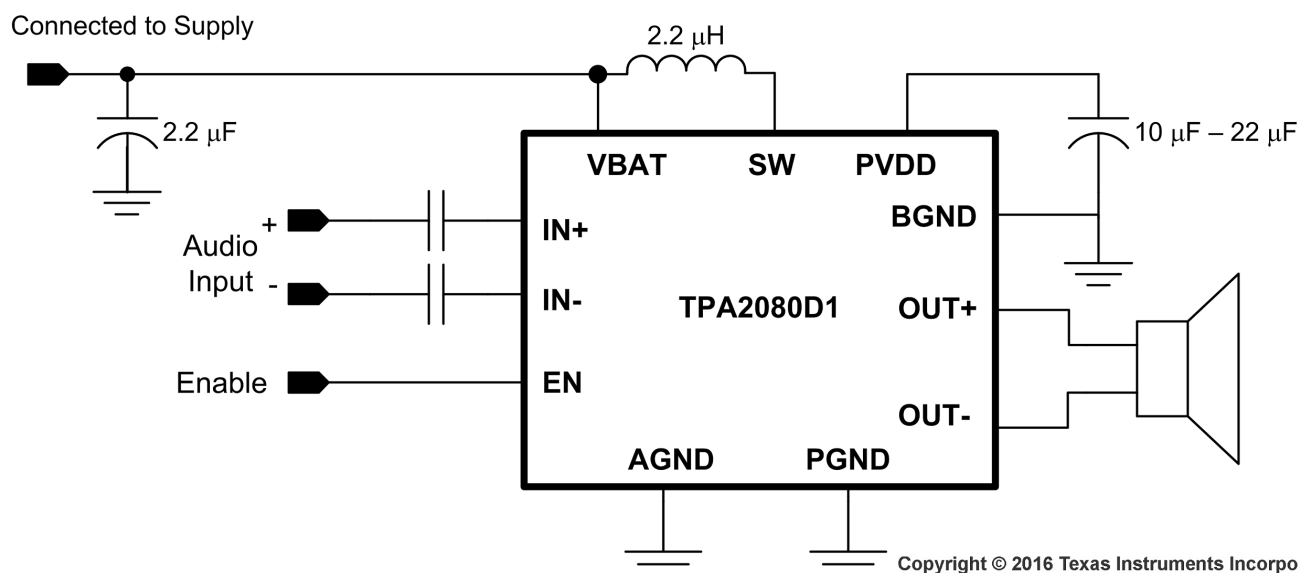 Connected to Supply
2.2 μH
2.2 μF
10 μF – 22 μF
VBAT
SW
PVDD
BGND
+
Audio
Input
-
IN+
IN-
TPA2080D1
OUT+
Enable
EN
OUT-
AGND
PGND
Copyright © 2016 Texas Instruments Incorpo